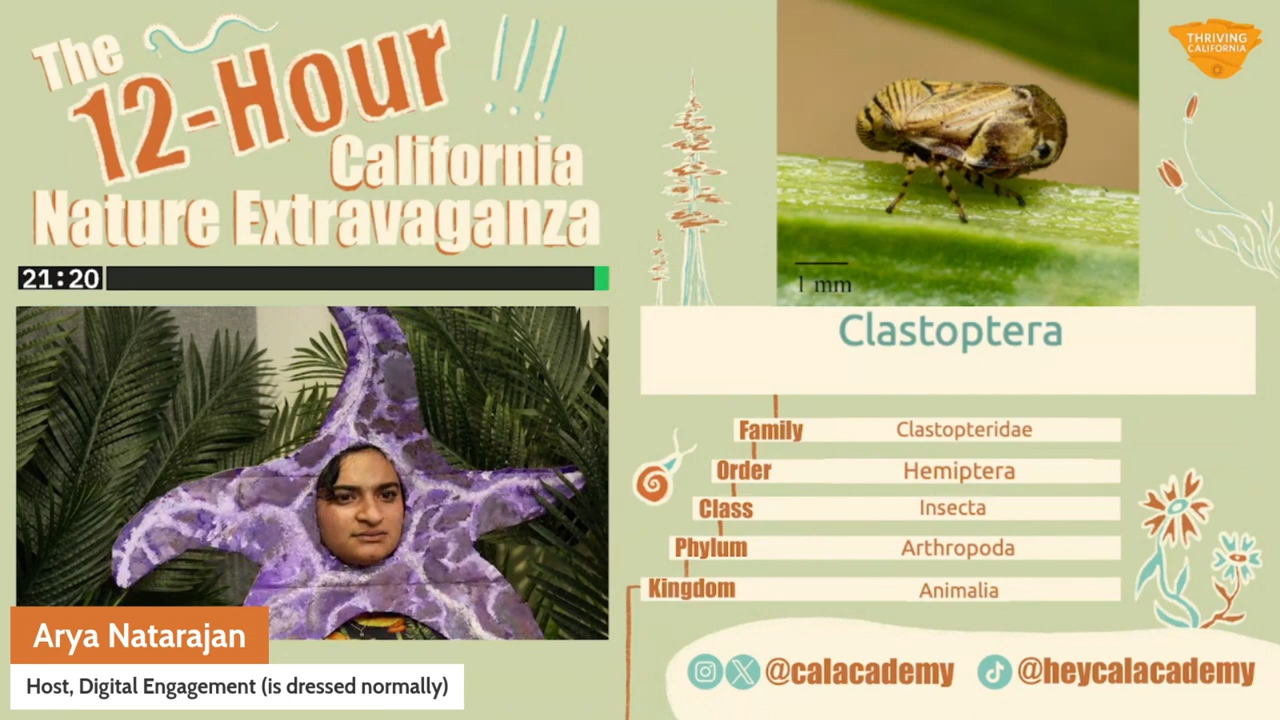 The
12-Hour
!!!
California
Nature Extravaganza
21:20
THRIVING
CALIFORNIA
1 mm
Clastoptera
Family Clastopteridae
Order Hemiptera
Class Insecta
Phylum Arthropoda
Kingdom Animalia
Arya Natarajan
Host, Digital Engagement (is dressed normally)
@calacademy @heycalacademy